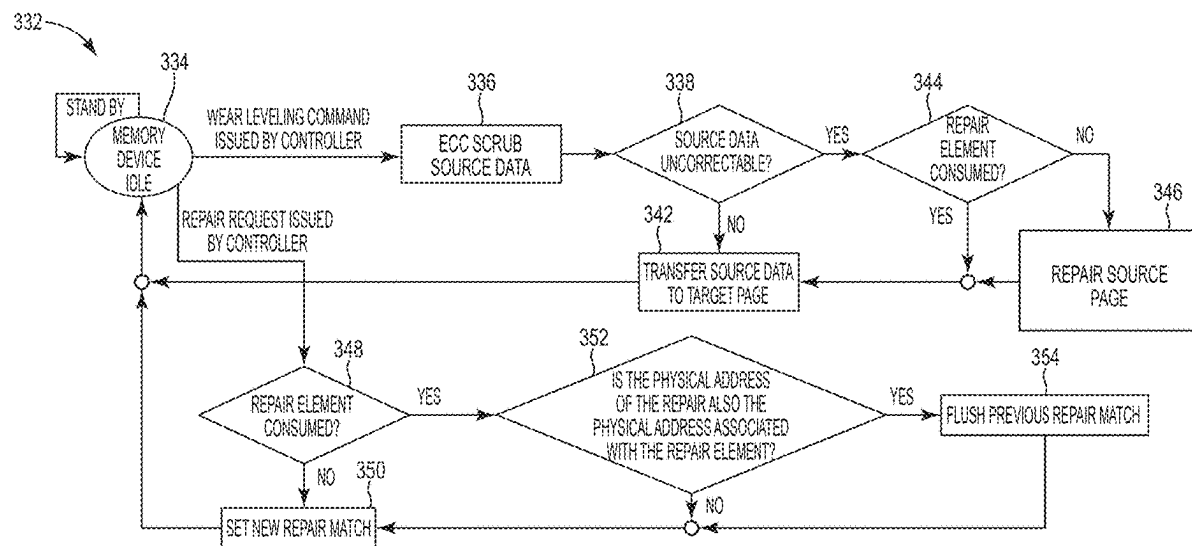 332
334
STAND BY
MEMORY
DEVICE
IDLE
WEAR LEVELING COMMAND
ISSUED BY CONTROLLER
336
ECC SCRUB
SOURCE DATA
338
SOURCE DATA
UNCORRECTABLE?
YES
344
REPAIR
ELEMENT
CONSUMED?
NO
346
REPAIR SOURCE
PAGE
YES
NO
342
TRANSFER SOURCE DATA
TO TARGET PAGE
REPAIR REQUEST ISSUED
BY CONTROLLER
348
REPAIR ELEMENT
CONSUMED?
YES
352
IS THE PHYSICAL ADDRESS
OF THE REPAIR ALSO THE
PHYSICAL ADDRESS ASSOCIATED
WITH THE REPAIR ELEMENT?
YES
354
FLUSH PREVIOUS REPAIR MATCH
NO
350
SET NEW REPAIR MATCH
NO